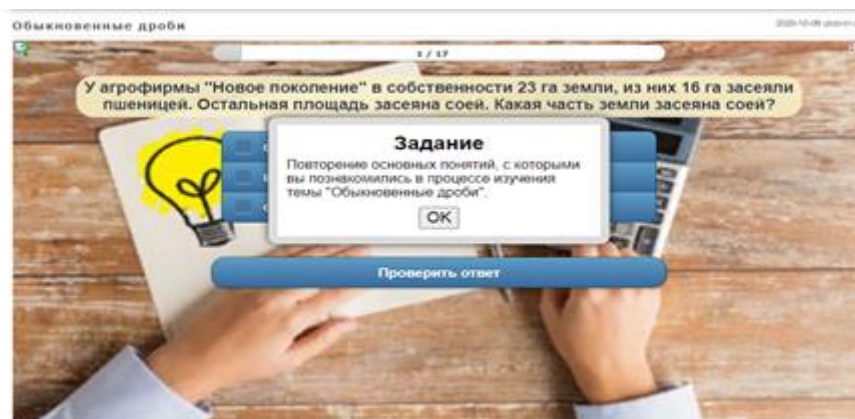 Обыкновенные дроби
1 / 17
У агрофирмы "Новое поколение" в собственности 23 га земли, из них 16 га засеяли
пшеницей. Остальная площадь засеяна соей. Какая часть земли засеяна соей?
Задание
Повторение основных понятий, с которыми
вы познакомились в процессе изучения
темы "Обыкновенные дроби".
OK
Проверить ответ